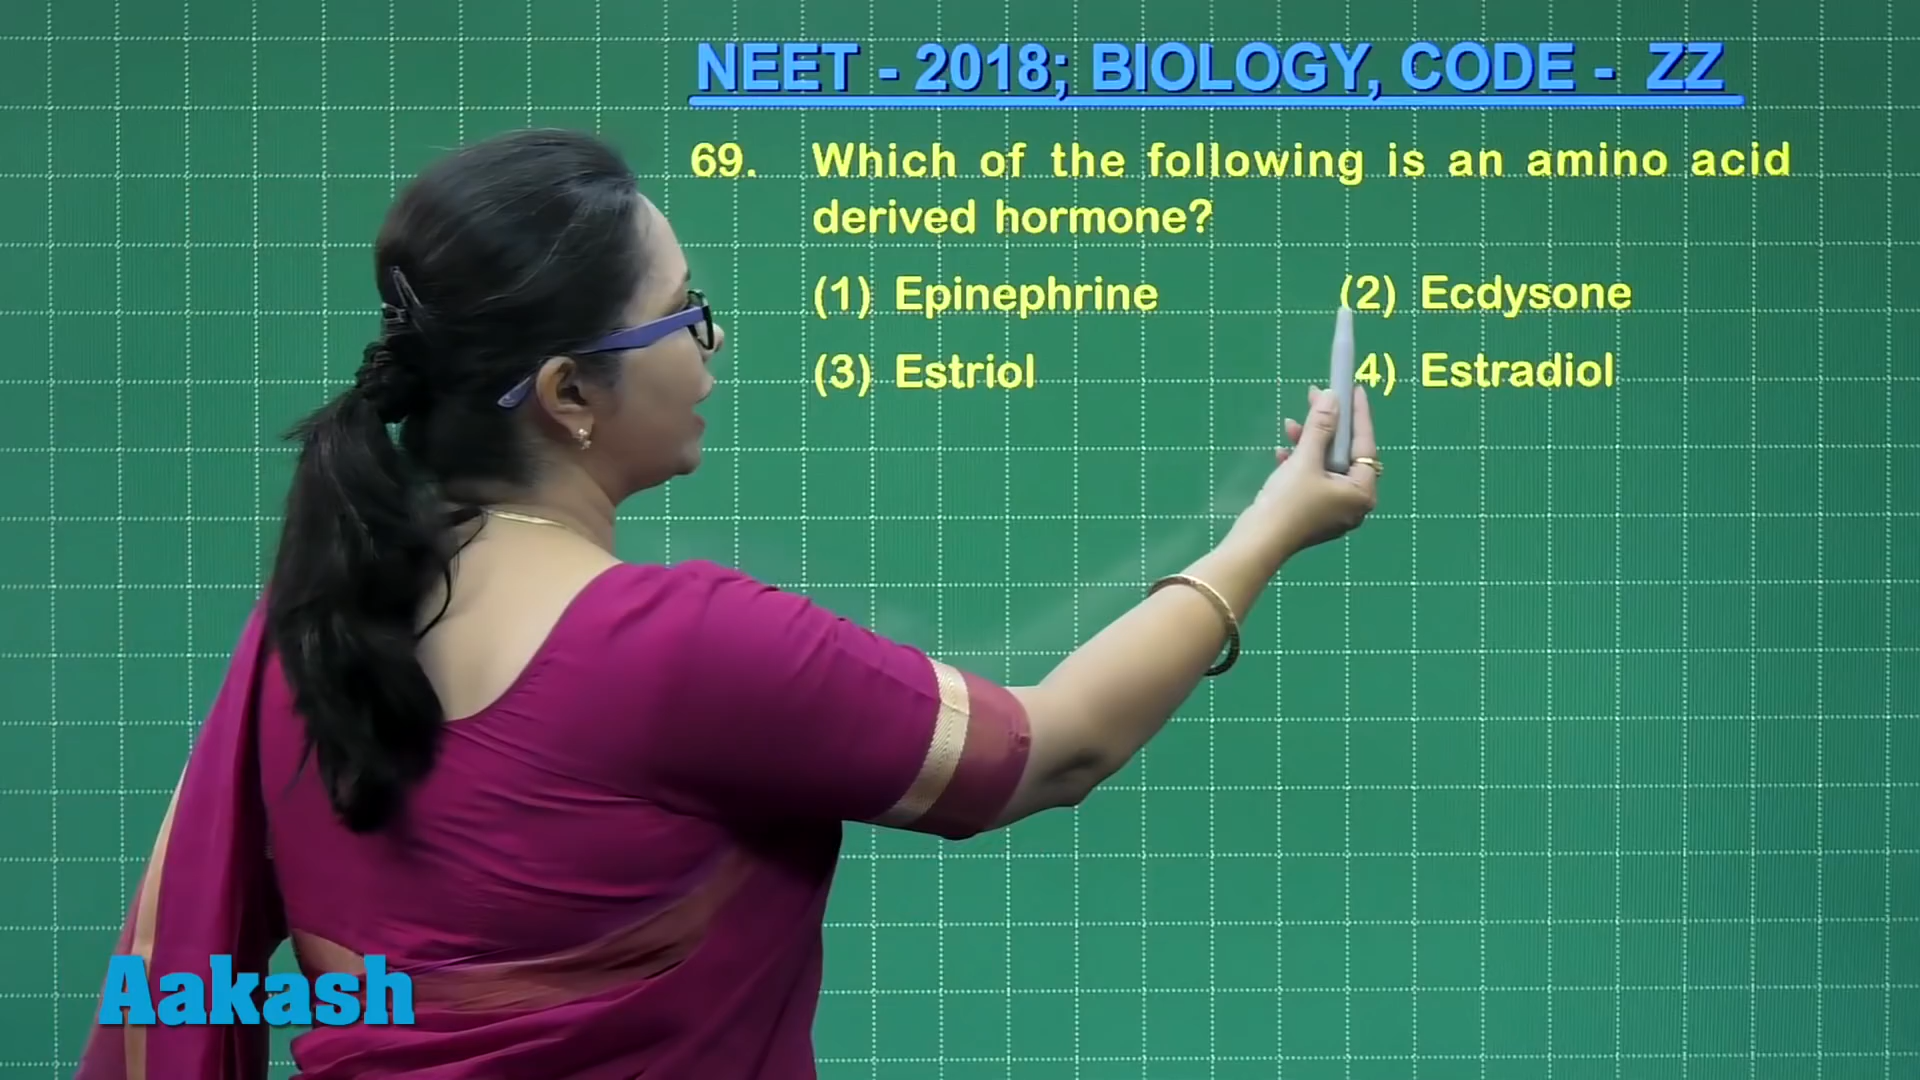 NEET - 2018; BIOLOGY, CODE - ZZ
69. Which of the following is an amino acid
derived hormone?
(1) Epinephrine (2) Ecdysone
(3) Estriol 4) Estradiol
Aakash